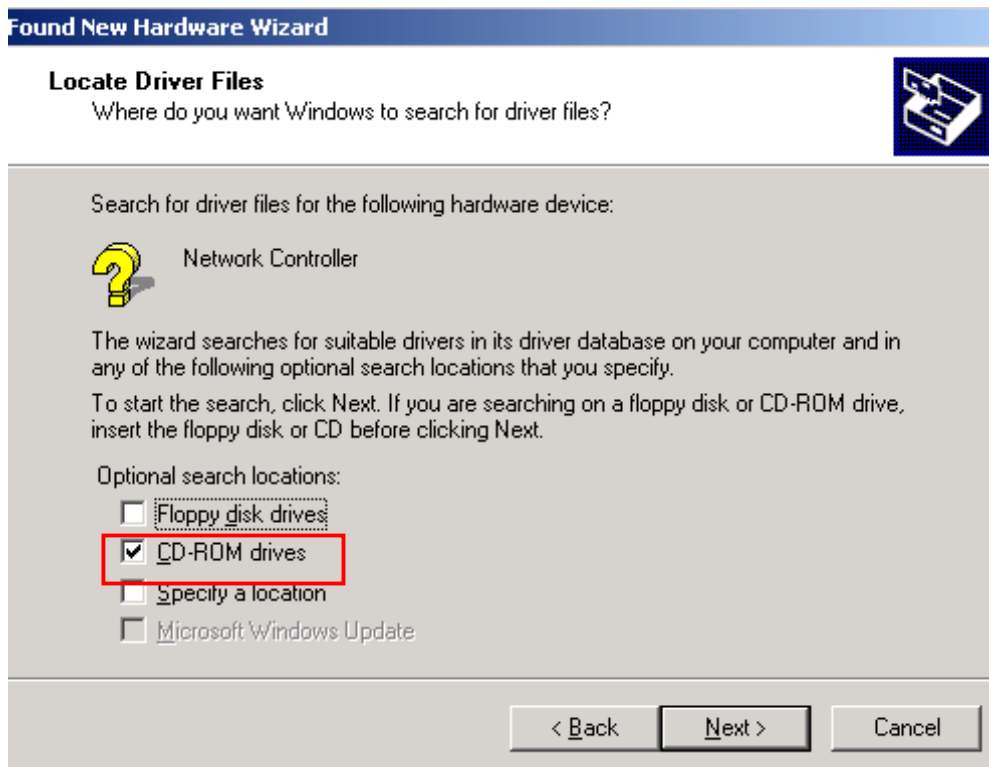 Found New Hardware Wizard
Locate Driver Files
Where do you want Windows to search for driver files?
Search for driver files for the following hardware device:
Network Controller
The wizard searches for suitable drivers in its driver database on your computer and in
any of the following optional search locations that you specify.
To start the search, click Next. If you are searching on a floppy disk or CD-ROM drive,
insert the floppy disk or CD before clicking Next.
Optional search locations:
Floppy disk drives
CD-ROM drives
Specify a location
Microsoft Windows Update
< Back
Next >
Cancel